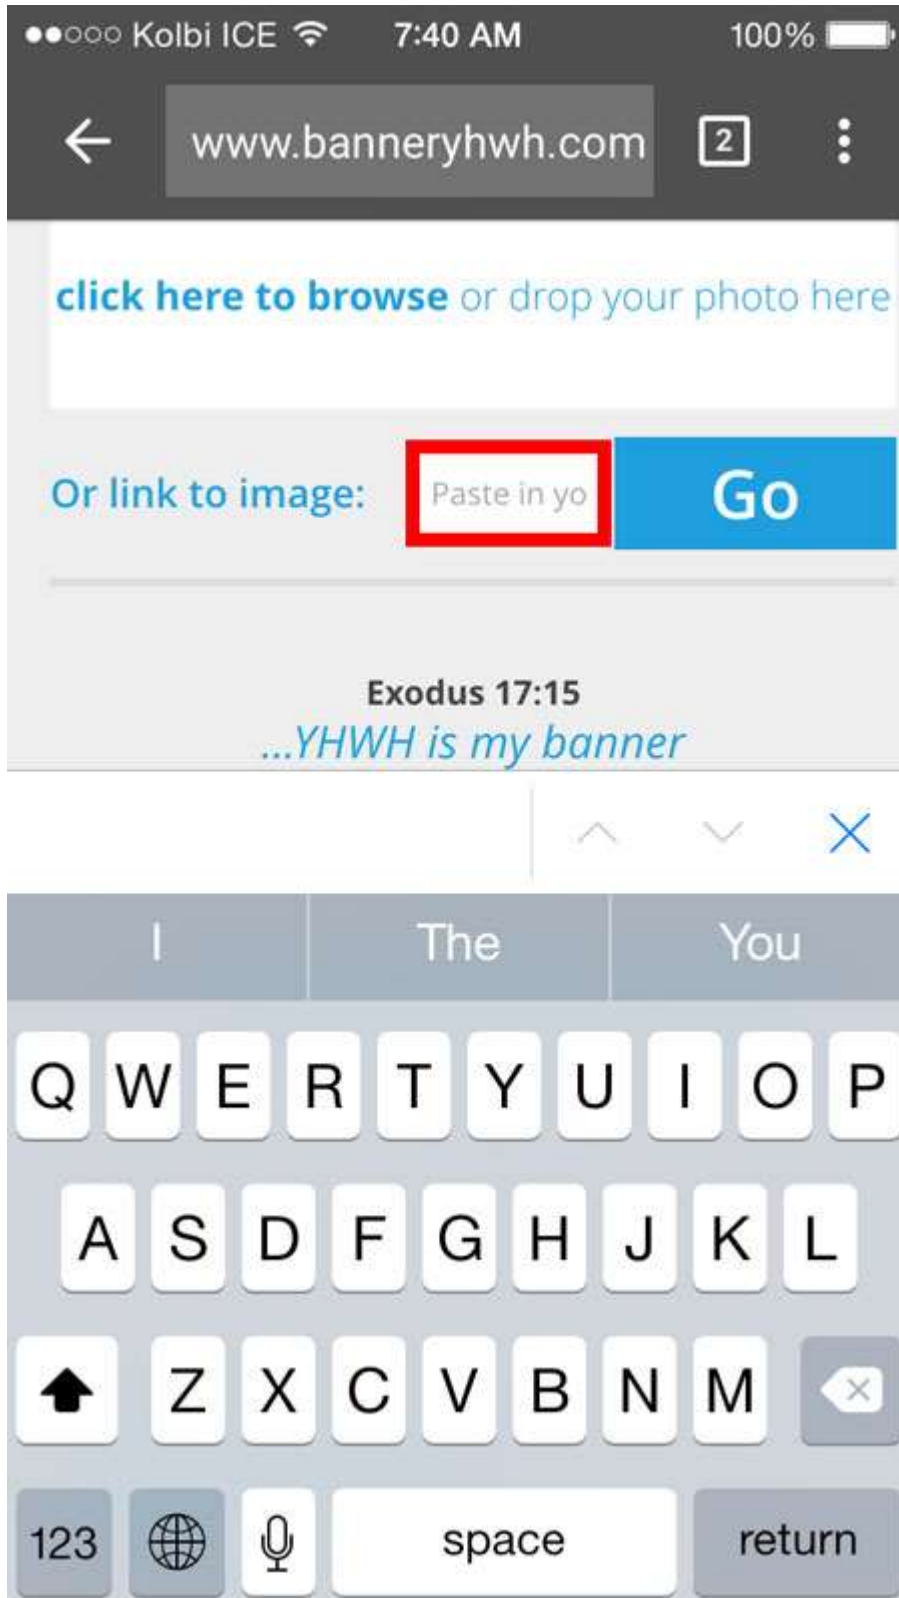 Kolbi ICE 7:40 AM 100%
www.banneryhwh.com 2
click here to browse or drop your photo here
Or link to image: Paste in yo Go
Exodus 17:15
...YHWH is my banner
I The You
Q W E R T Y U I O P
A S D F G H J K L
Z X C V B N M
123 space return